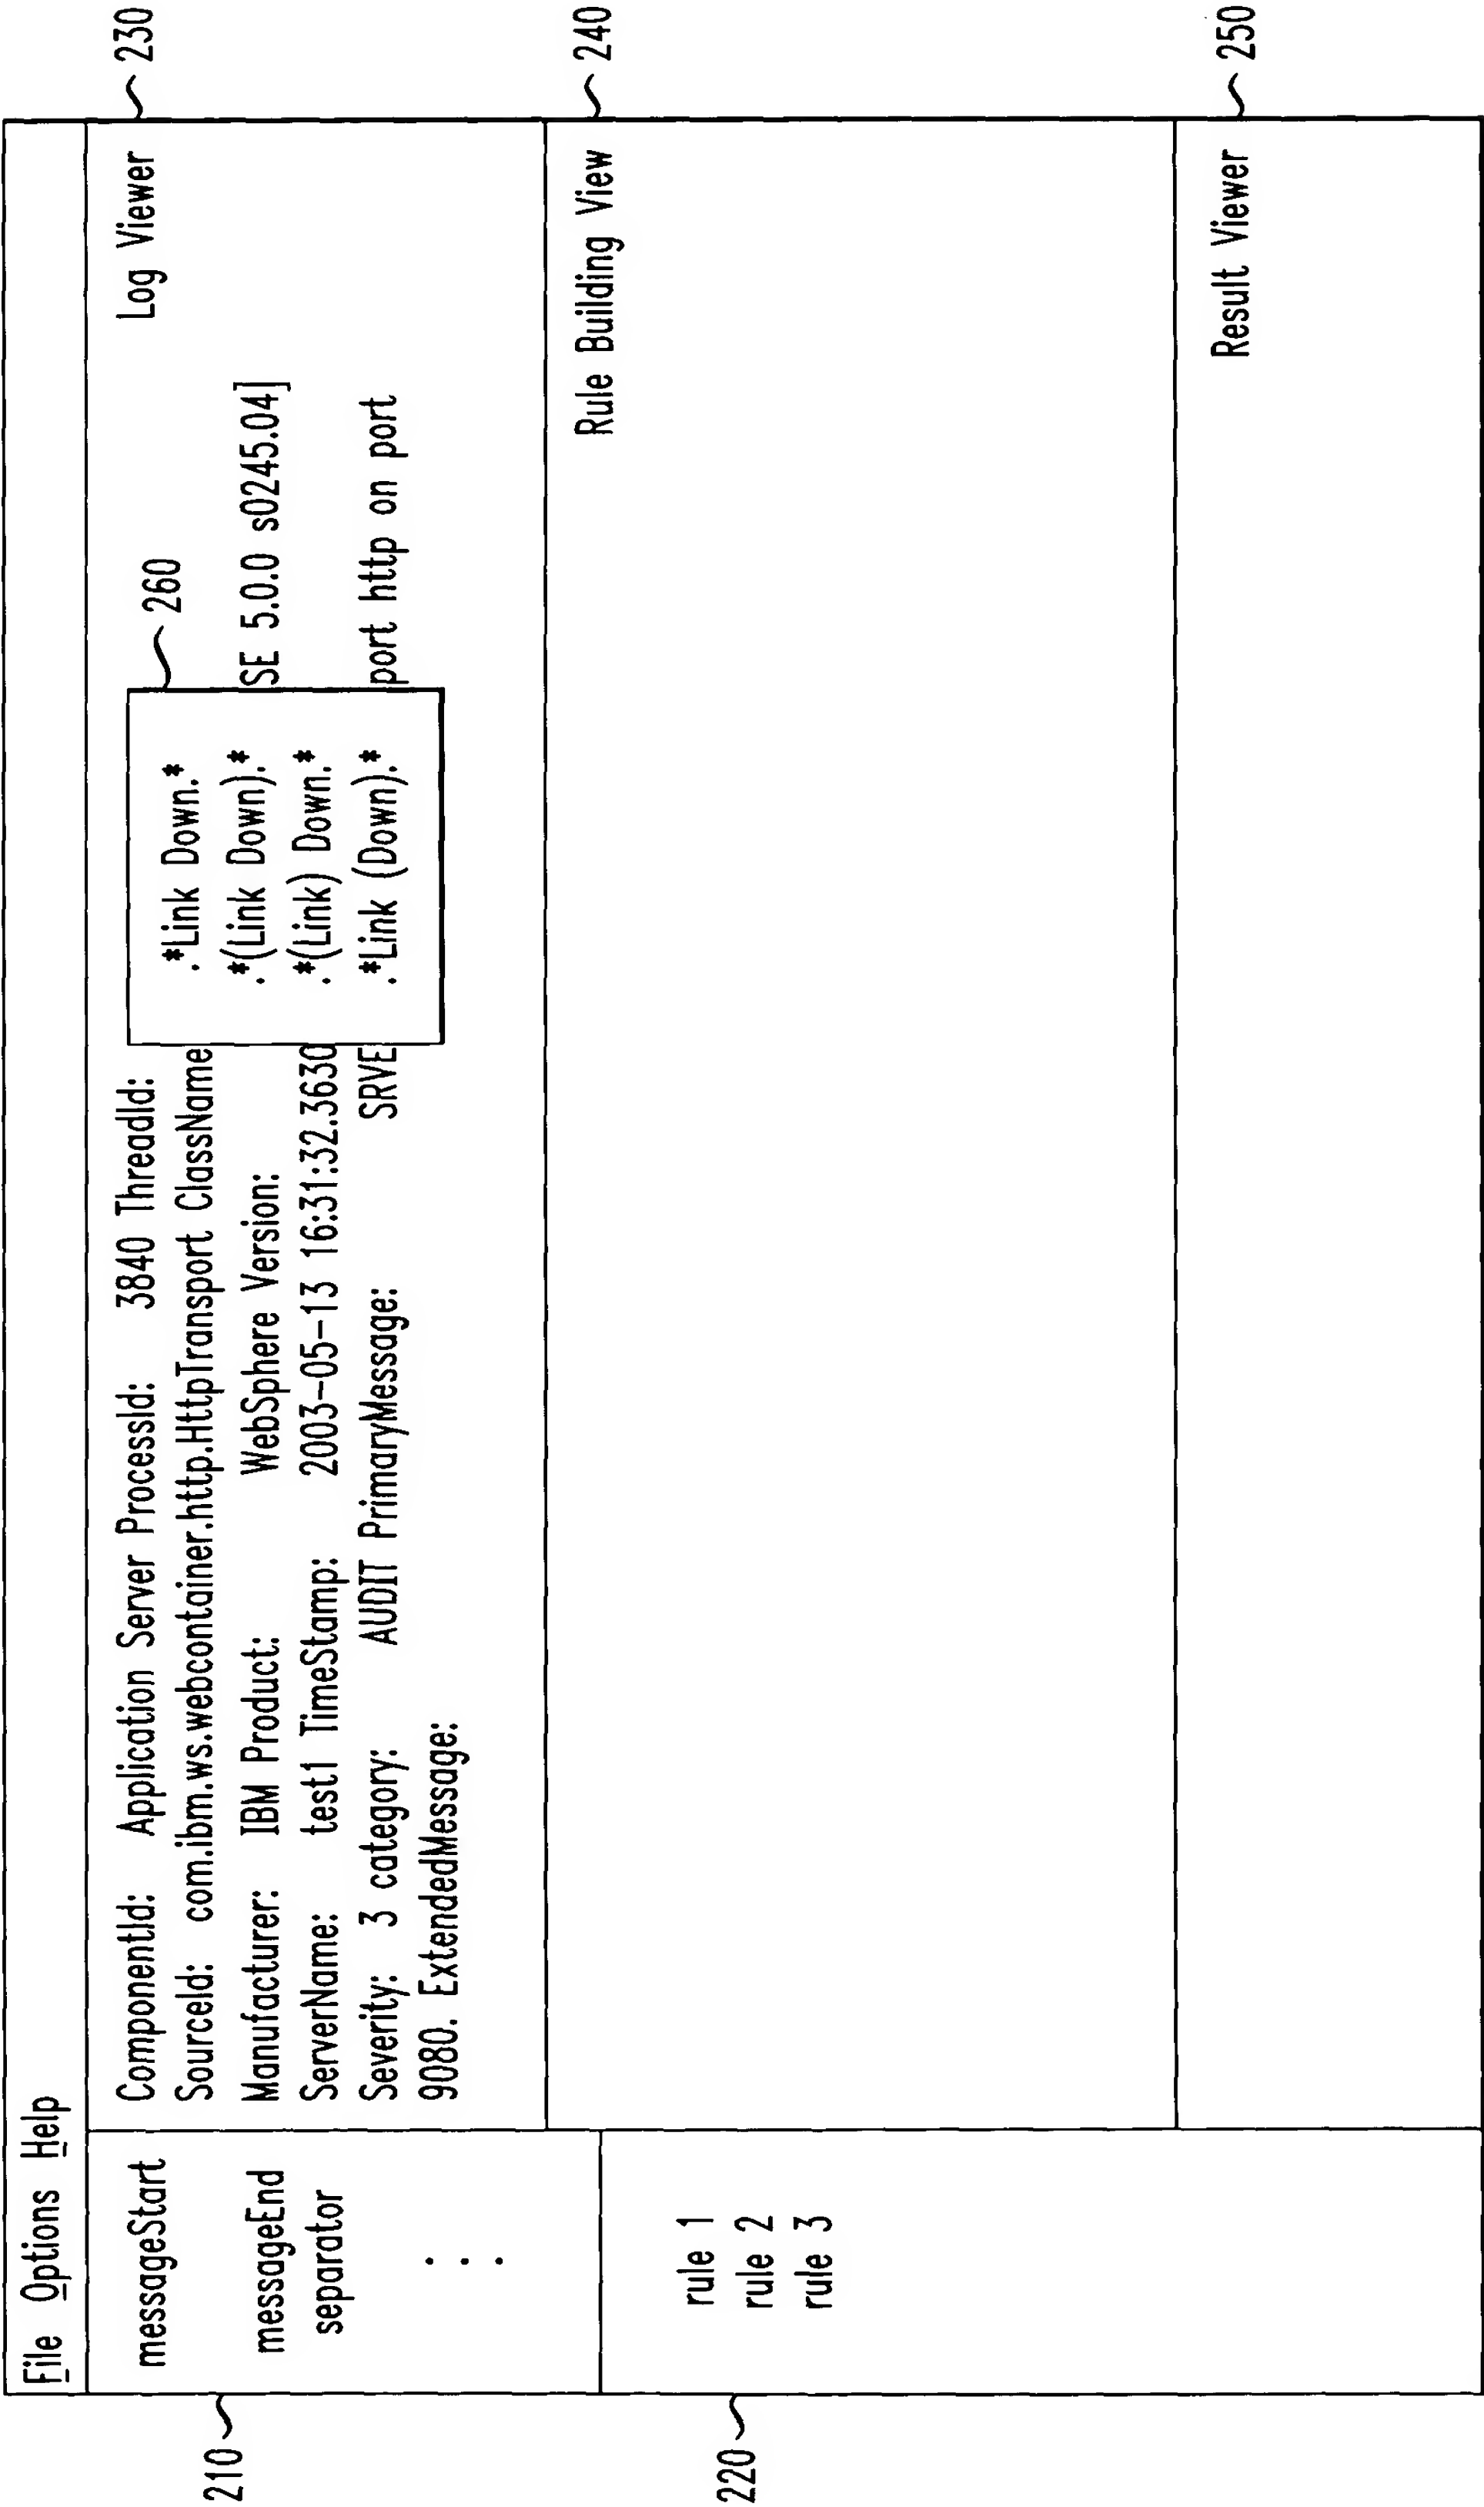 File Options Help
210
messageStart
messageEnd
separator
.
.
.
220
rule 1
rule 2
rule 3
230
Log Viewer
ComponentId: Application Server ProcessId: 3840 ThreadId:
SourceId: com.ibm.ws.webcontainer.http.HttpTransport ClassName
Manufacturer: IBM Product: WebSphere Version: SE 5.0.0 s0245.04]
ServerName: test1 TimeStamp: 2003-05-13 16:31:32.3630
Severity: 3 category: AUDIT PrimaryMessage: SRVE port http on port
9080. ExtendedMessage:
260
.*Link Down.*
.*(Link Down).*
.*(Link) Down.*
.*Link (Down).*
240
Rule Building View
250
Result Viewer